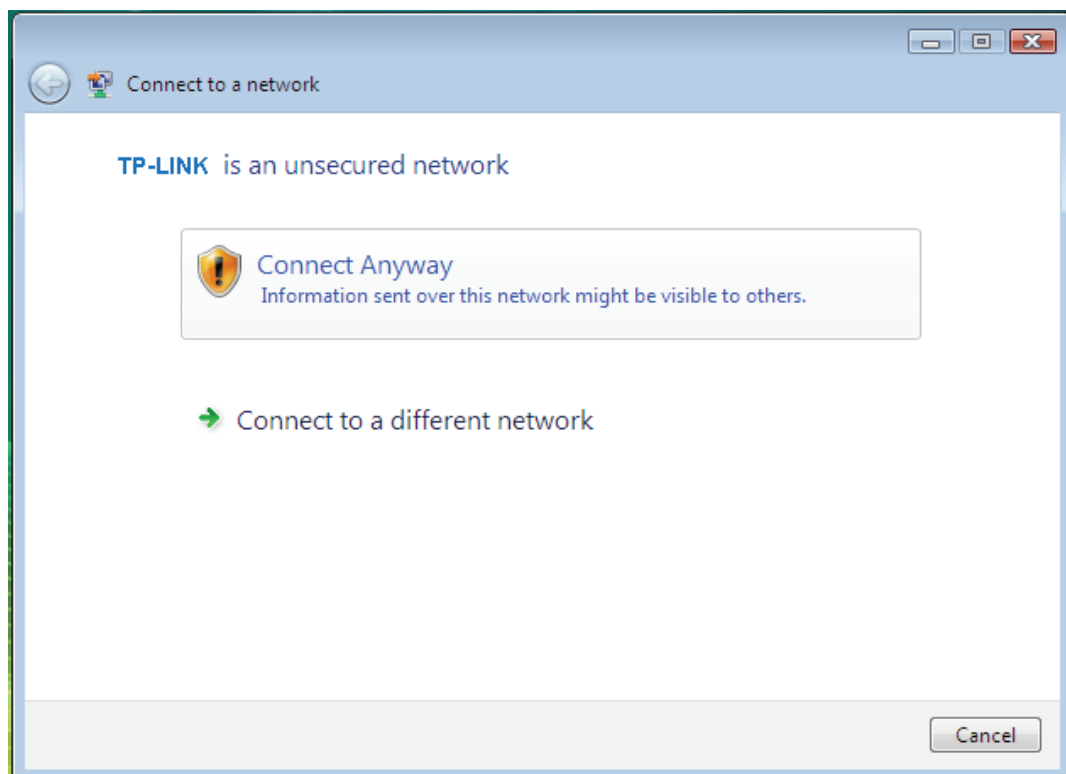 Connect to a network
TP-LINK is an unsecured network
Connect Anyway
Information sent over this network might be visible to others.
Connect to a different network
Cancel